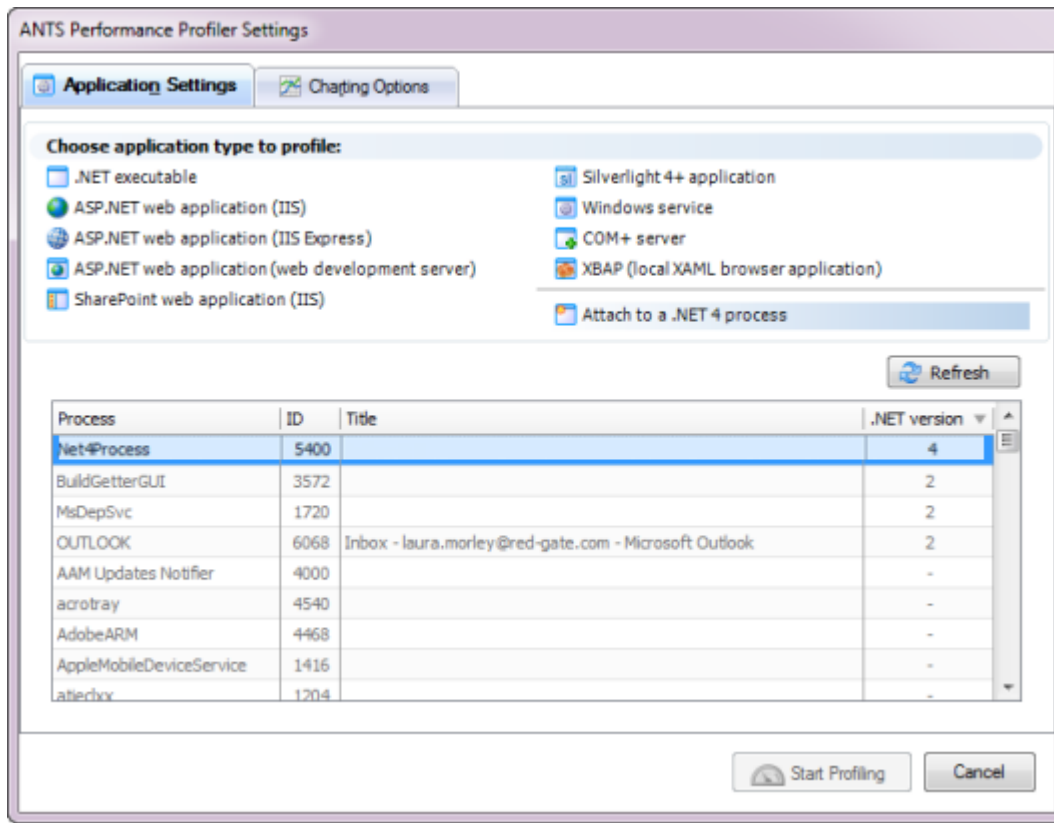 ANTS Performance Profiler Settings
Application Settings
Charting Options
Choose application type to profile:
.NET executable
ASP.NET web application (IIS)
ASP.NET web application (IIS Express)
ASP.NET web application (web development server)
SharePoint web application (IIS)
Silverlight 4+ application
Windows service
COM+ server
XBAP (local XAML browser application)
Attach to a .NET 4 process
Refresh
Process ID Title .NET version
Net4Process 5400 4
BuildGetterGUI 3572 2
MsDepSvc 1720 2
OUTLOOK 6068 Inbox - laura.morley@red-gate.com - Microsoft Outlook 2
AAM Updates Notifier 4000 -
acrotray 4540 -
AdobeARM 4468 -
AppleMobileDeviceService 1416 -
atieclxx 1204 -
Start Profiling
Cancel